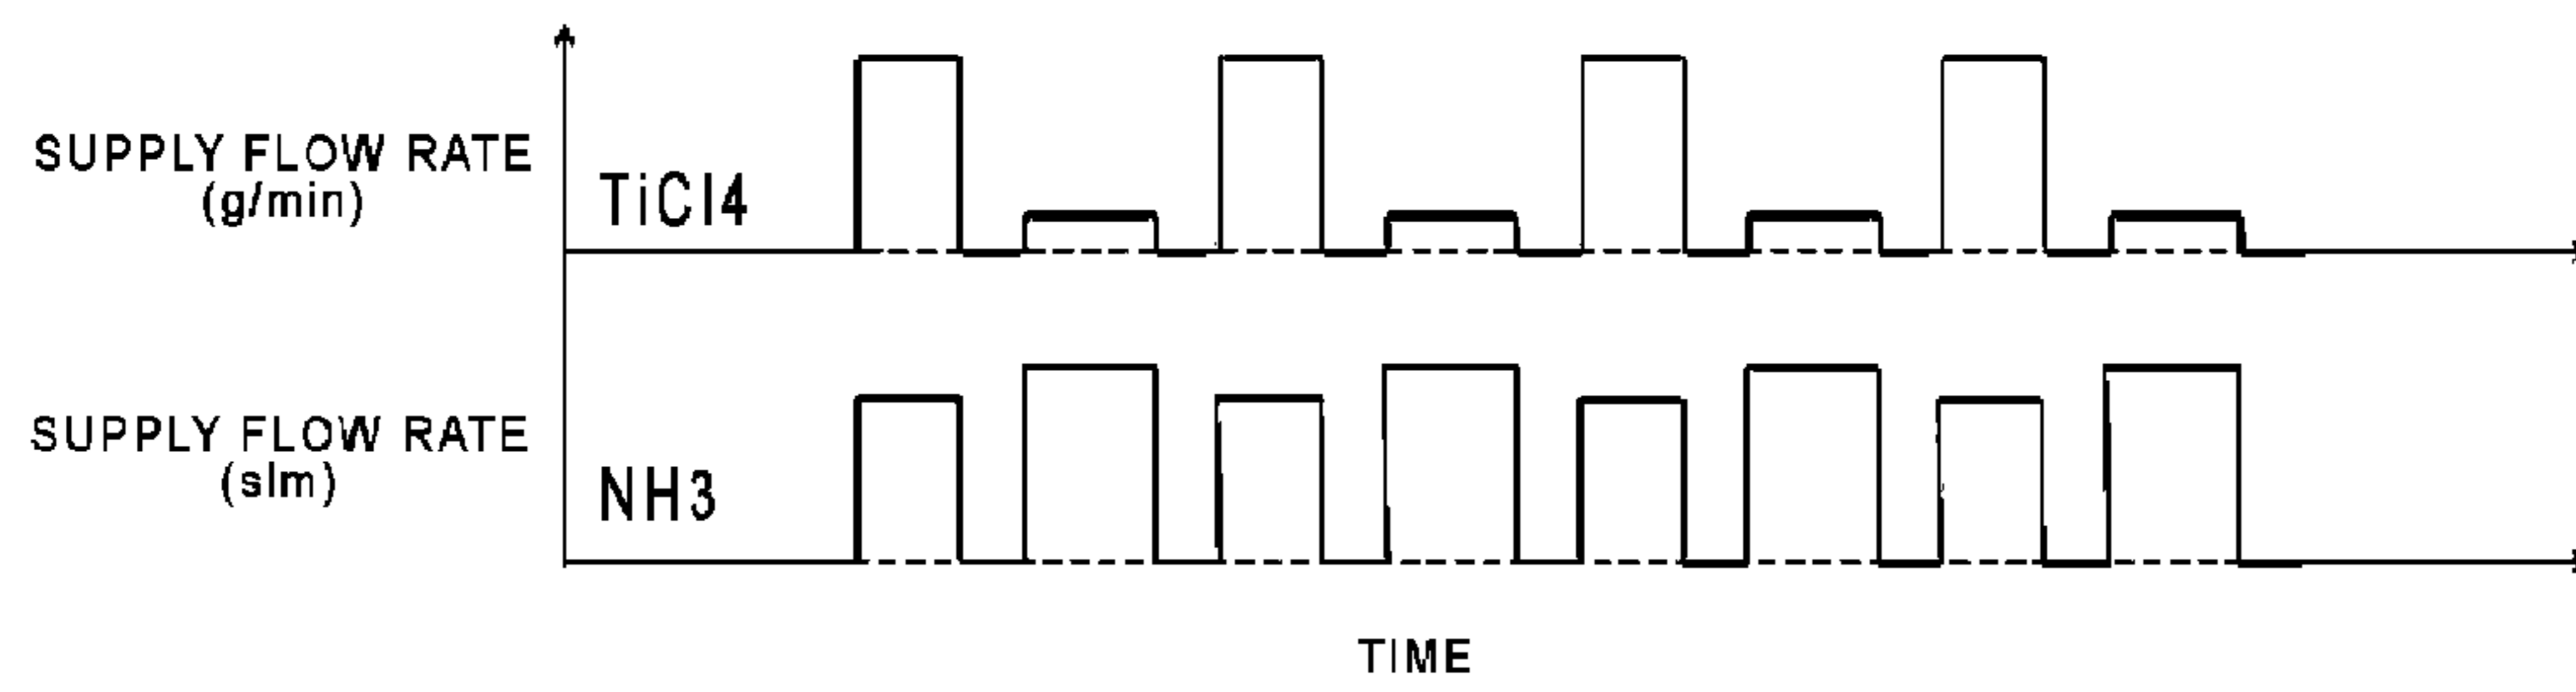 SUPPLY FLOW RATE
(g/min)
TiCl4
SUPPLY FLOW RATE
(slm)
NH3
TIME